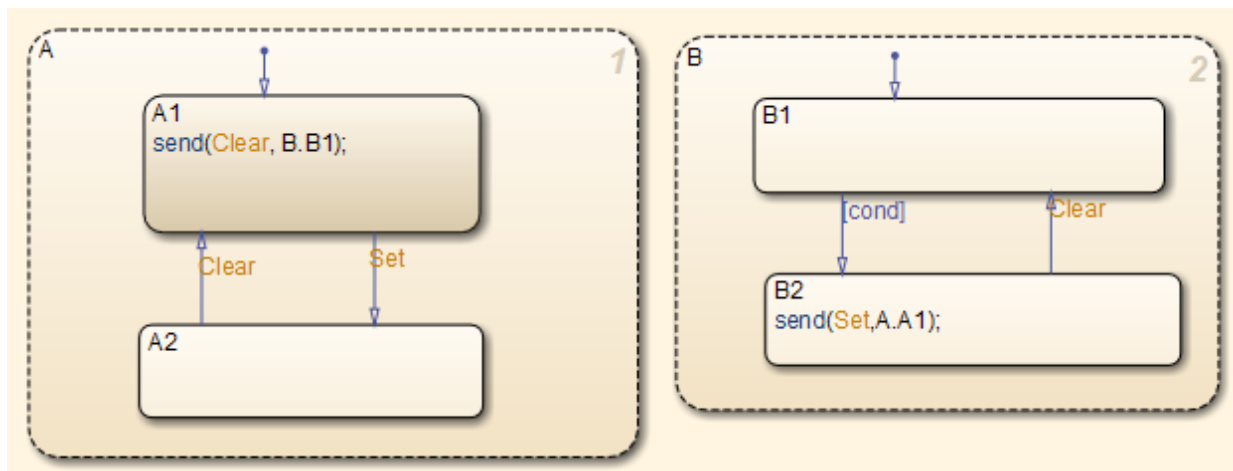 A
1
A1
send(Clear, B.B1);
Clear
Set
A2
B
2
B1
[cond]
Clear
B2
send(Set,A.A1);